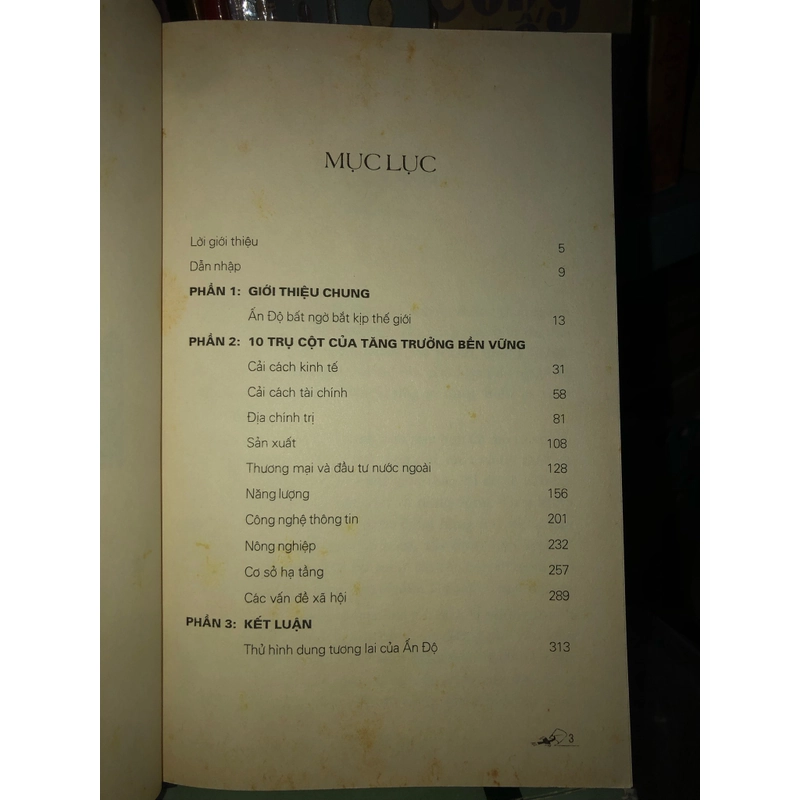 MỤC LỤC
Lời giới thiệu 5
Dẫn nhập 9
PHẦN 1: GIỚI THIỆU CHUNG
Ấn Độ bất ngờ bắt kịp thế giới 13
PHẦN 2: 10 TRỤ CỘT CỦA TĂNG TRƯỞNG BỀN VỮNG
Cải cách kinh tế 31
Cải cách tài chính 58
Địa chính trị 81
Sản xuất 108
Thương mại và đầu tư nước ngoài 128
Năng lượng 156
Công nghệ thông tin 201
Nông nghiệp 232
Cơ sở hạ tầng 257
Các vấn đề xã hội 289
PHẦN 3: KẾT LUẬN
Thử hình dung tương lai của Ấn Độ 313
3